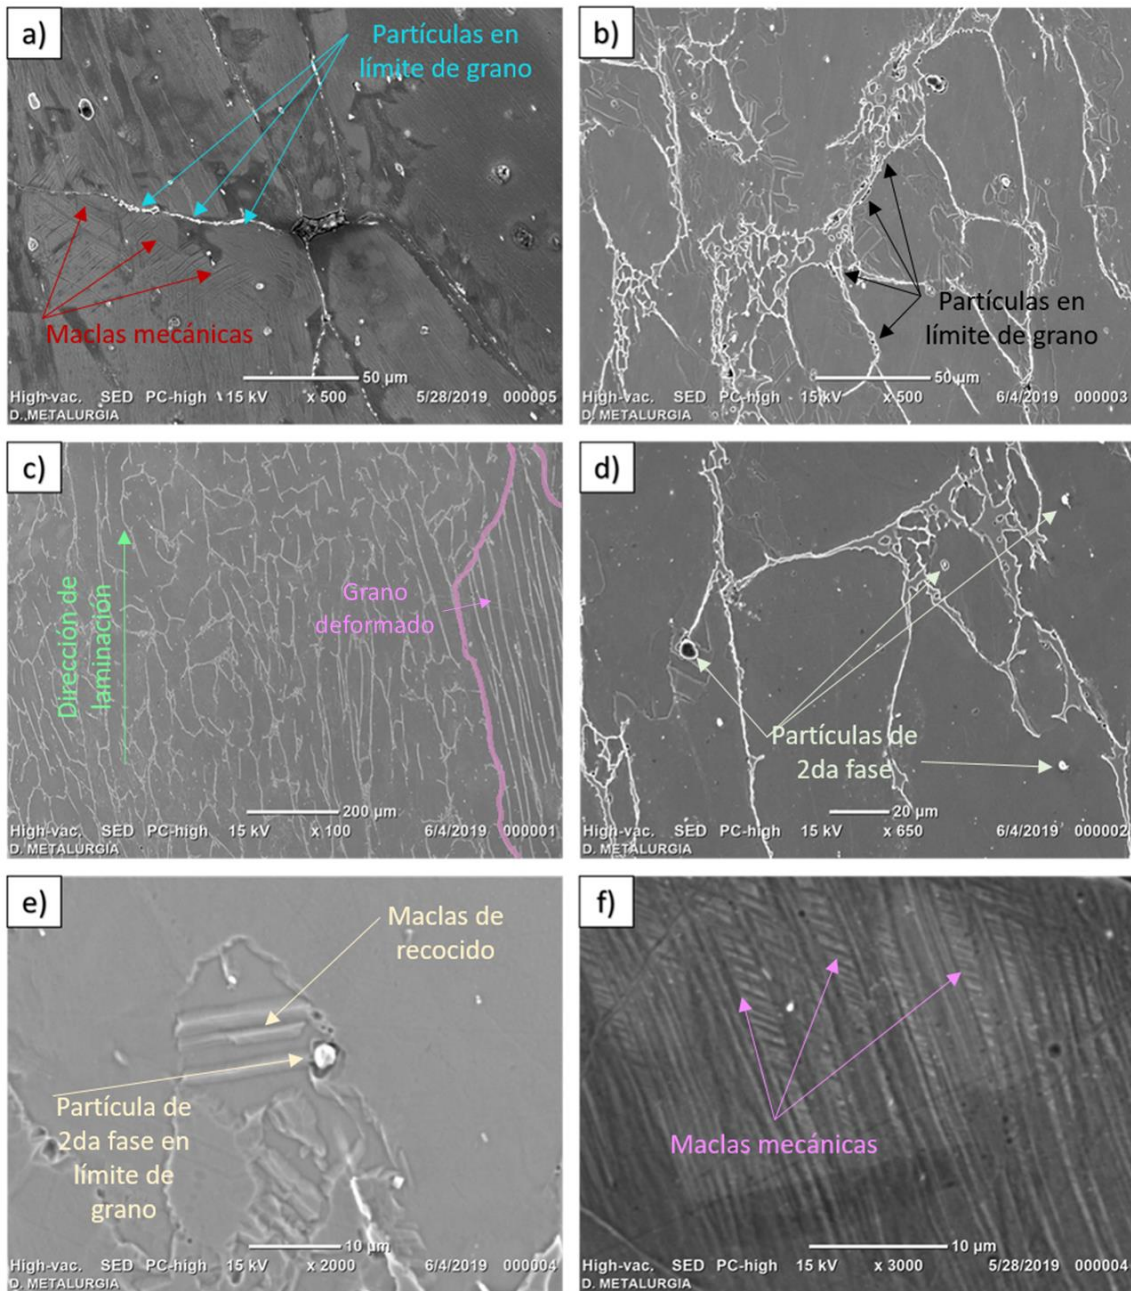 a)
Partículas en
límite de grano
Maclas mecánicas
50 µm
High-vac. SED PC-high 15 kV x 500 5/28/2019 000005
D. METALURGIA
b)
Partículas en
límite de grano
50 µm
High-vac. SED PC-high 15 kV x 500 6/4/2019 000003
D. METALURGIA
c)
Dirección de
laminación
Grano
deformado
200 µm
High-vac. SED PC-high 15 kV x 100 6/4/2019 000001
D. METALURGIA
d)
Partículas de
2da fase
20 µm
High-vac. SED PC-high 15 kV x 650 6/4/2019 000002
D. METALURGIA
e)
Maclas de
recocido
Partícula de
2da fase en
límite de
grano
10 µm
High-vac. SED PC-high 15 kV x 2000 6/4/2019 000004
D. METALURGIA
f)
Maclas mecánicas
10 µm
High-vac. SED PC-high 15 kV x 3000 5/28/2019 000004
D. METALURGIA